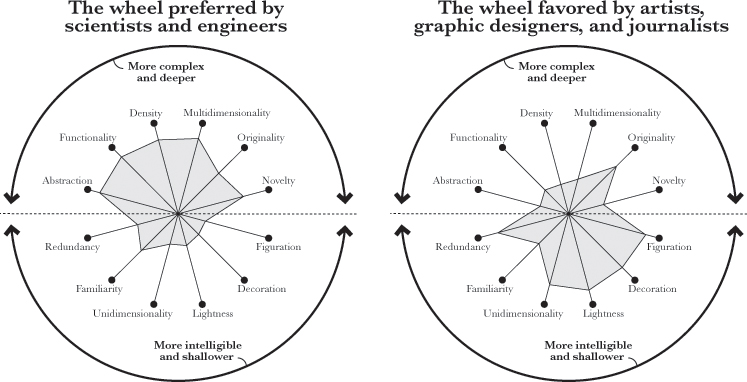 The wheel preferred by
scientists and engineers
More complex
and deeper
Density
Multidimensionality
Functionality
Originality
Abstraction
Novelty
Redundancy
Figuration
Familiarity
Decoration
Unidimensionality
Lightness
More intelligible
and shallower
The wheel favored by artists,
graphic designers, and journalists
More complex
and deeper
Density
Multidimensionality
Functionality
Originality
Abstraction
Novelty
Redundancy
Figuration
Familiarity
Decoration
Unidimensionality
Lightness
More intelligible
and shallower